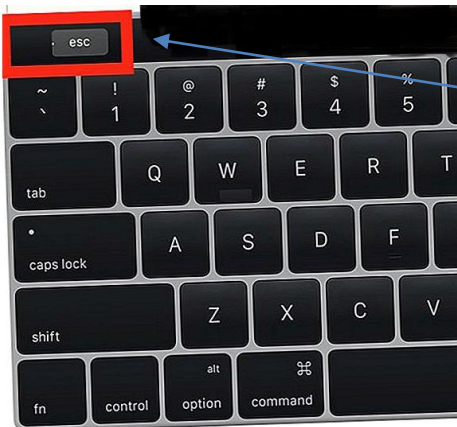 esc
~ ! @ # $ %
` 1 2 3 4 5
tab Q W E R T
caps lock A S D F
shift Z X C V
alt ⌘
fn control option command